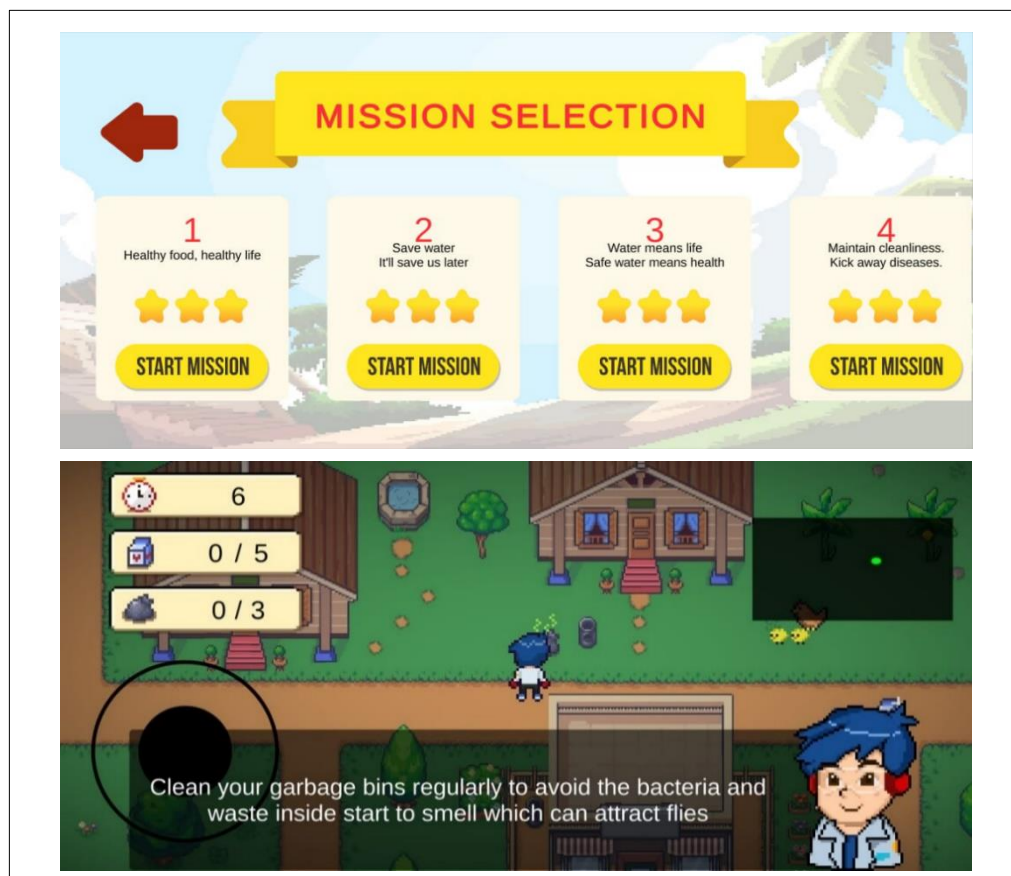 MISSION SELECTION
1
Healthy food, healthy life
START MISSION
2
Save water
It'll save us later
START MISSION
3
Water means life
Safe water means health
START MISSION
4
Maintain cleanliness.
Kick away diseases.
START MISSION
6
0 / 5
0 / 3
Clean your garbage bins regularly to avoid the bacteria and
waste inside start to smell which can attract flies